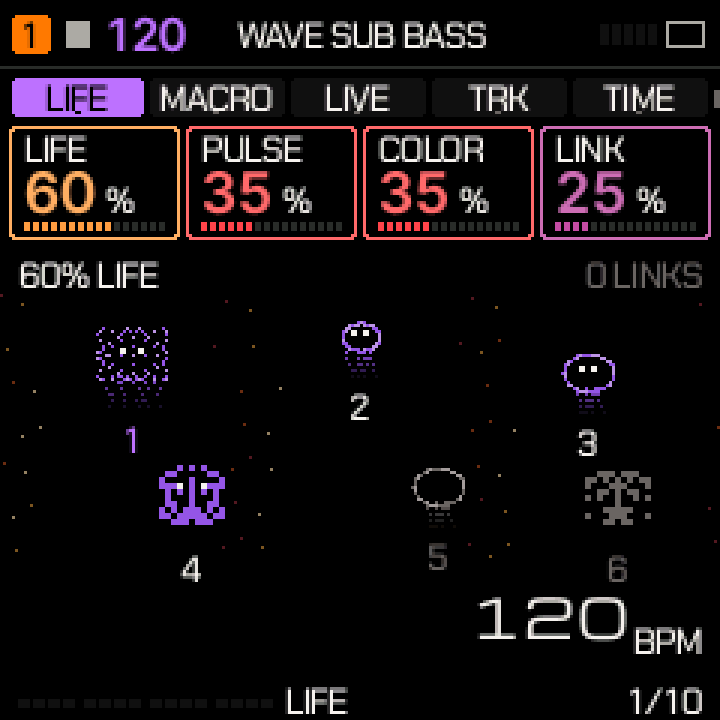 1 120 WAVE SUB BASS
LIFE MACRO LIVE TRK TIME
LIFE PULSE COLOR LINK
60 % 35 % 35 % 25 %
60% LIFE 0 LINKS
1 2 3
4 5 6
120 BPM
LIFE 1/10